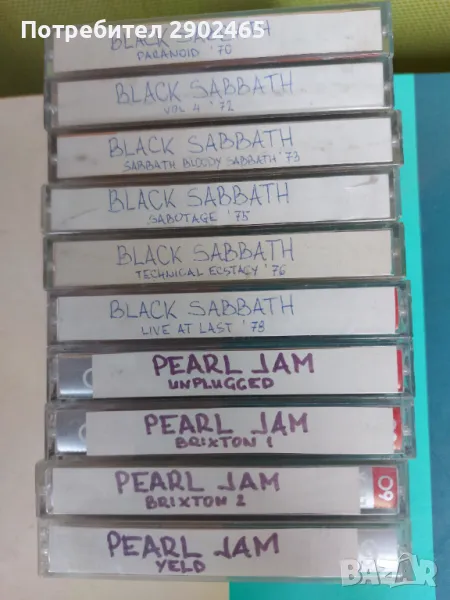 Потребител 2902465
BLACK SABBATH
PARANOID '70
BLACK SABBATH
VOL 4 '72
BLACK SABBATH
SABBATH BLOODY SABBATH '73
BLACK SABBATH
SABOTAGE '75
BLACK SABBATH
TECHNICAL ECSTACY '76
BLACK SABBATH
LIVE AT LAST '79
PEARL JAM
UNPLUGGED
PEARL JAM
BRIXTON 1
PEARL JAM
BRIXTON 2
60
PEARL JAM
YELD
BAZAR